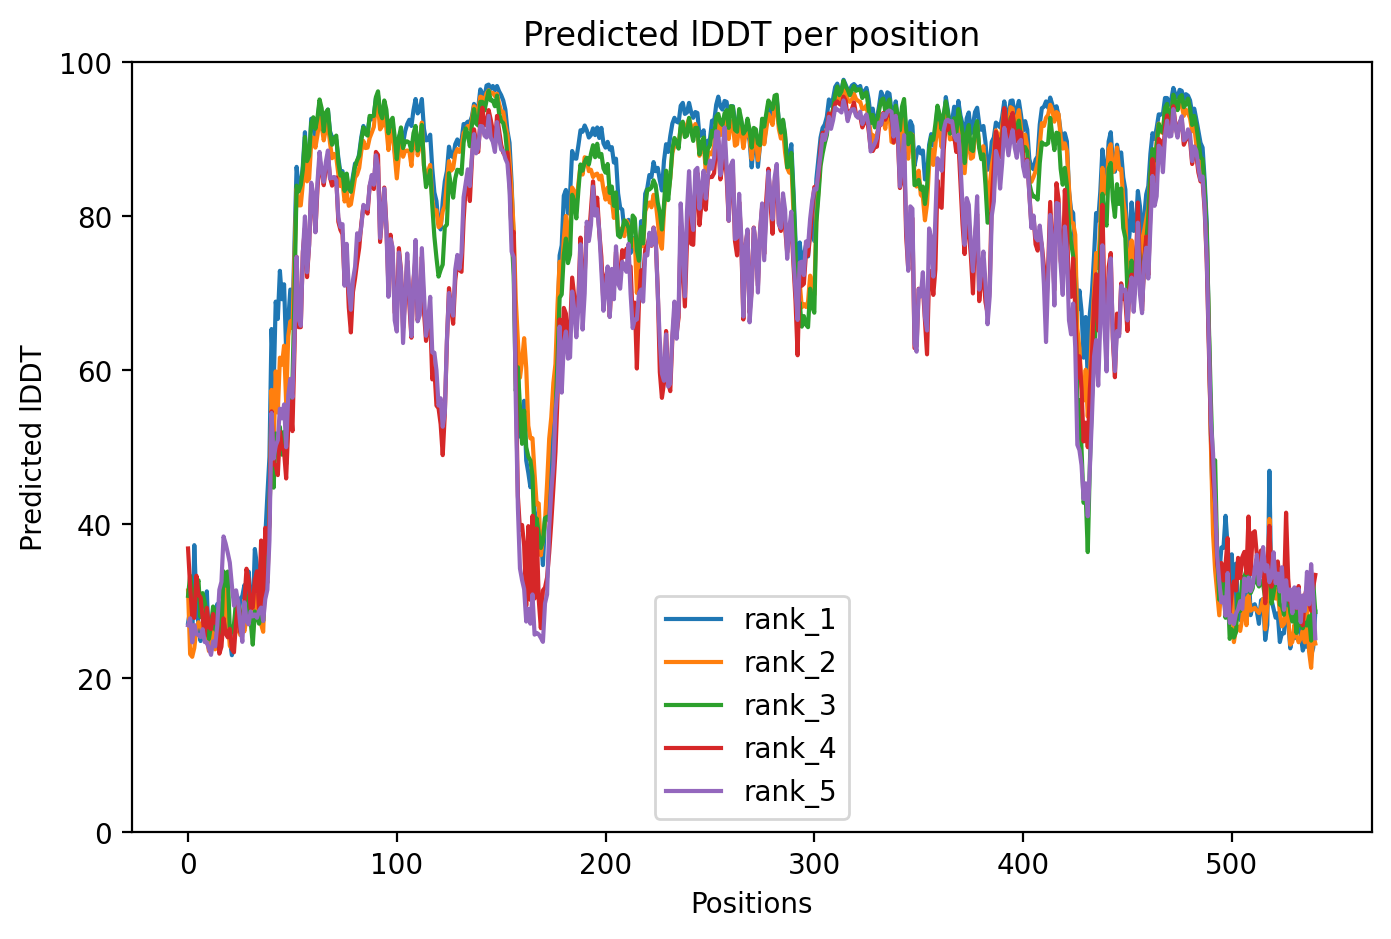 Predicted lDDT per position
Predicted lDDT
100
80
60
40
20
0
rank_1
rank_2
rank_3
rank_4
rank_5
0 100 200 300 400 500
Positions